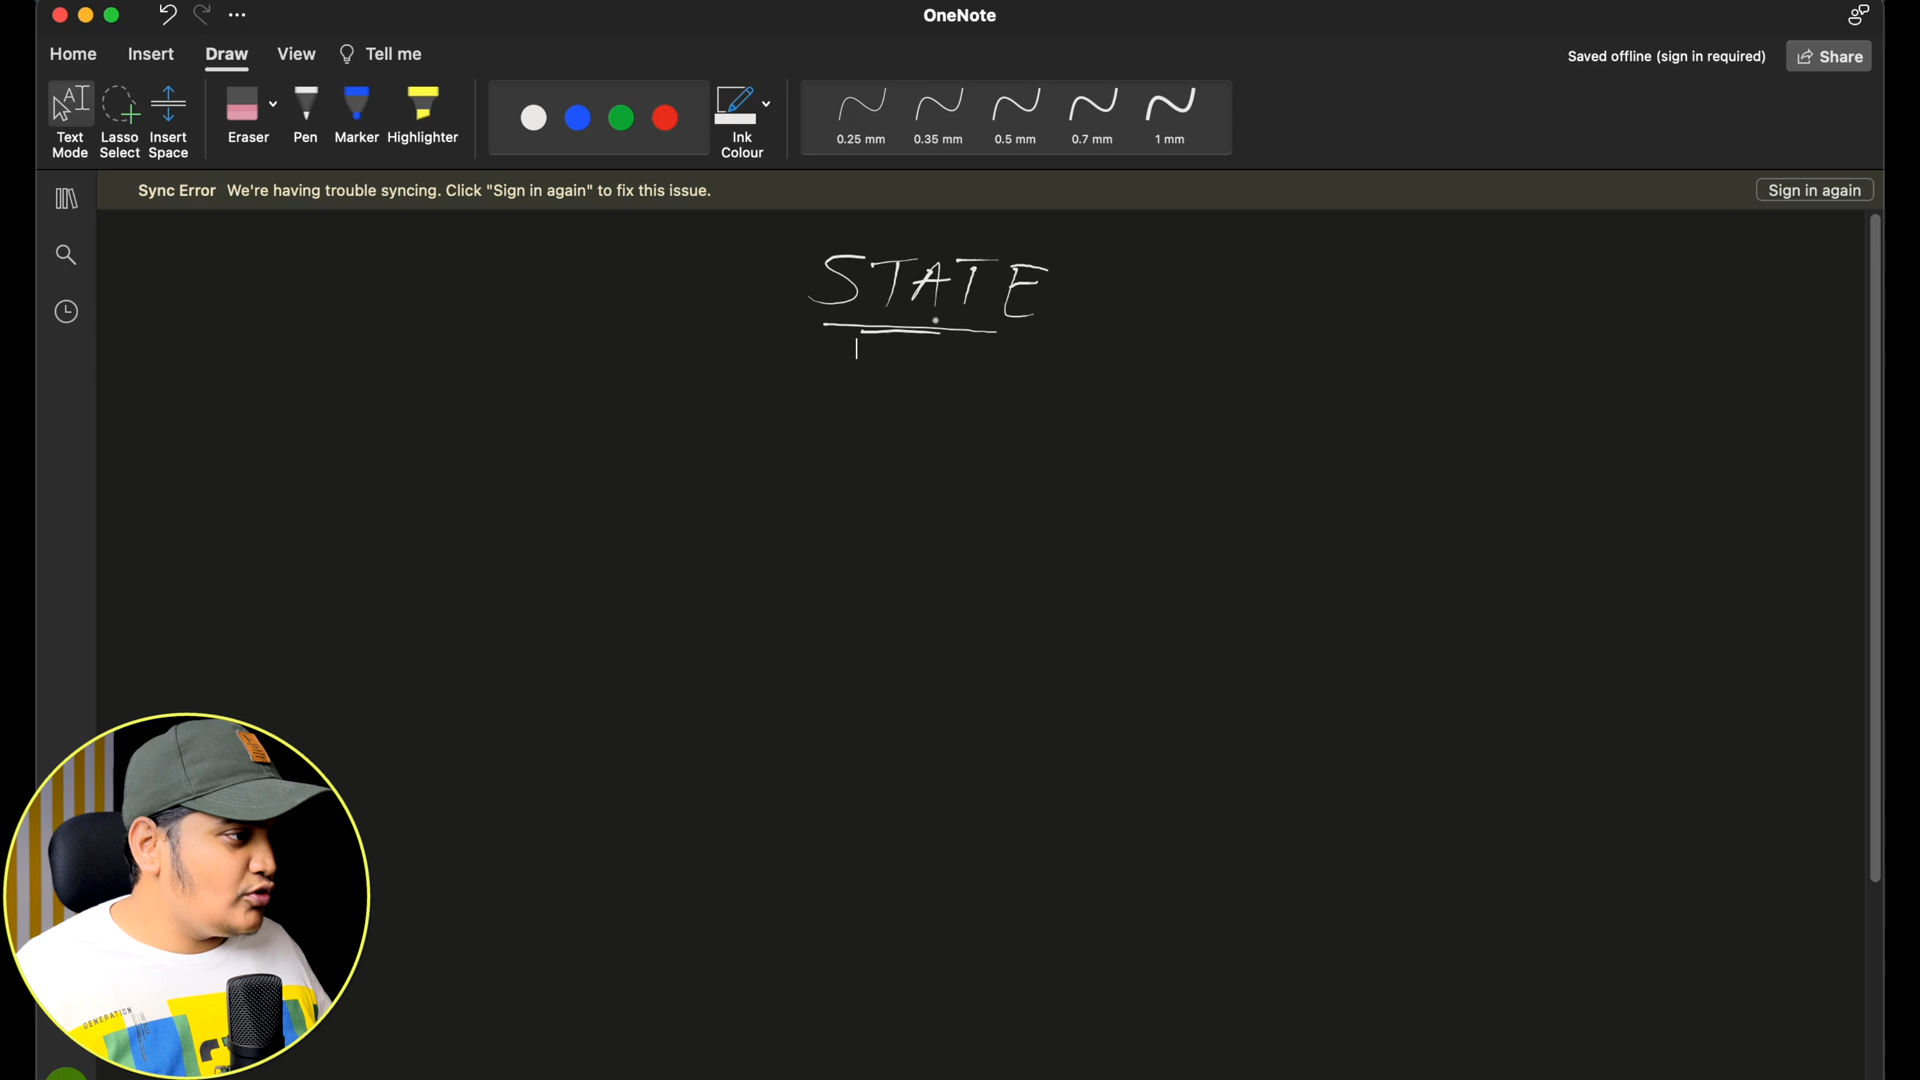 OneNote
Home Insert Draw View Tell me
Saved offline (sign in required) Share
Text Mode
Lasso Select
Insert Space
Eraser
Pen
Marker
Highlighter
Ink Colour
0.25 mm
0.35 mm
0.5 mm
0.7 mm
1 mm
Sync Error We're having trouble syncing. Click "Sign in again" to fix this issue. Sign in again
STATE
GENERATION